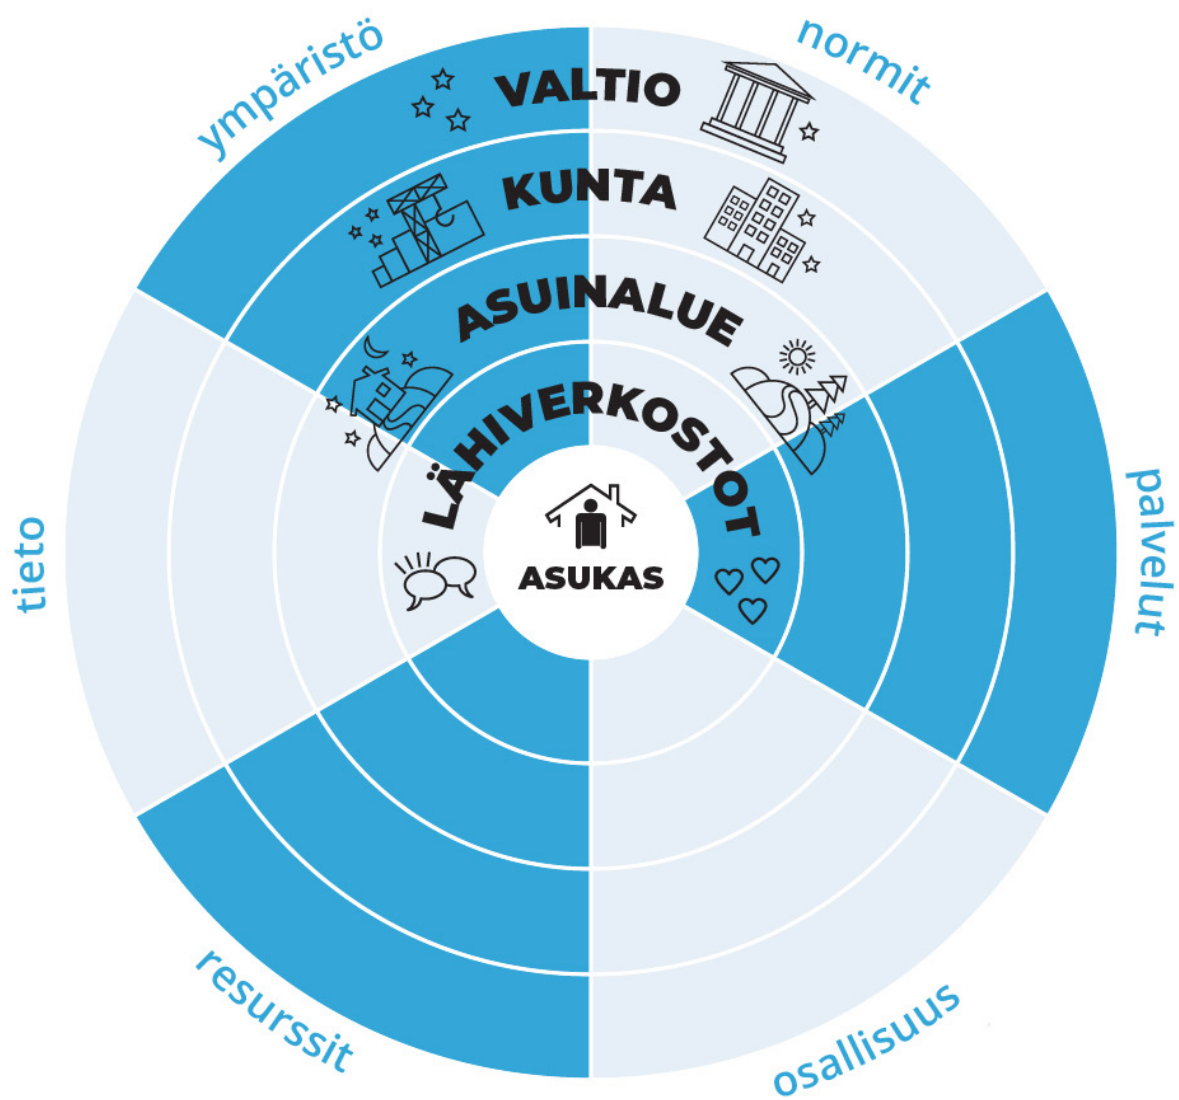 ympäristö
normit
VALTIO
KUNTA
ASUINALUE
LÄHIVERKOSTOT
ASUKAS
tieto
palvelut
resurssit
osallisuus